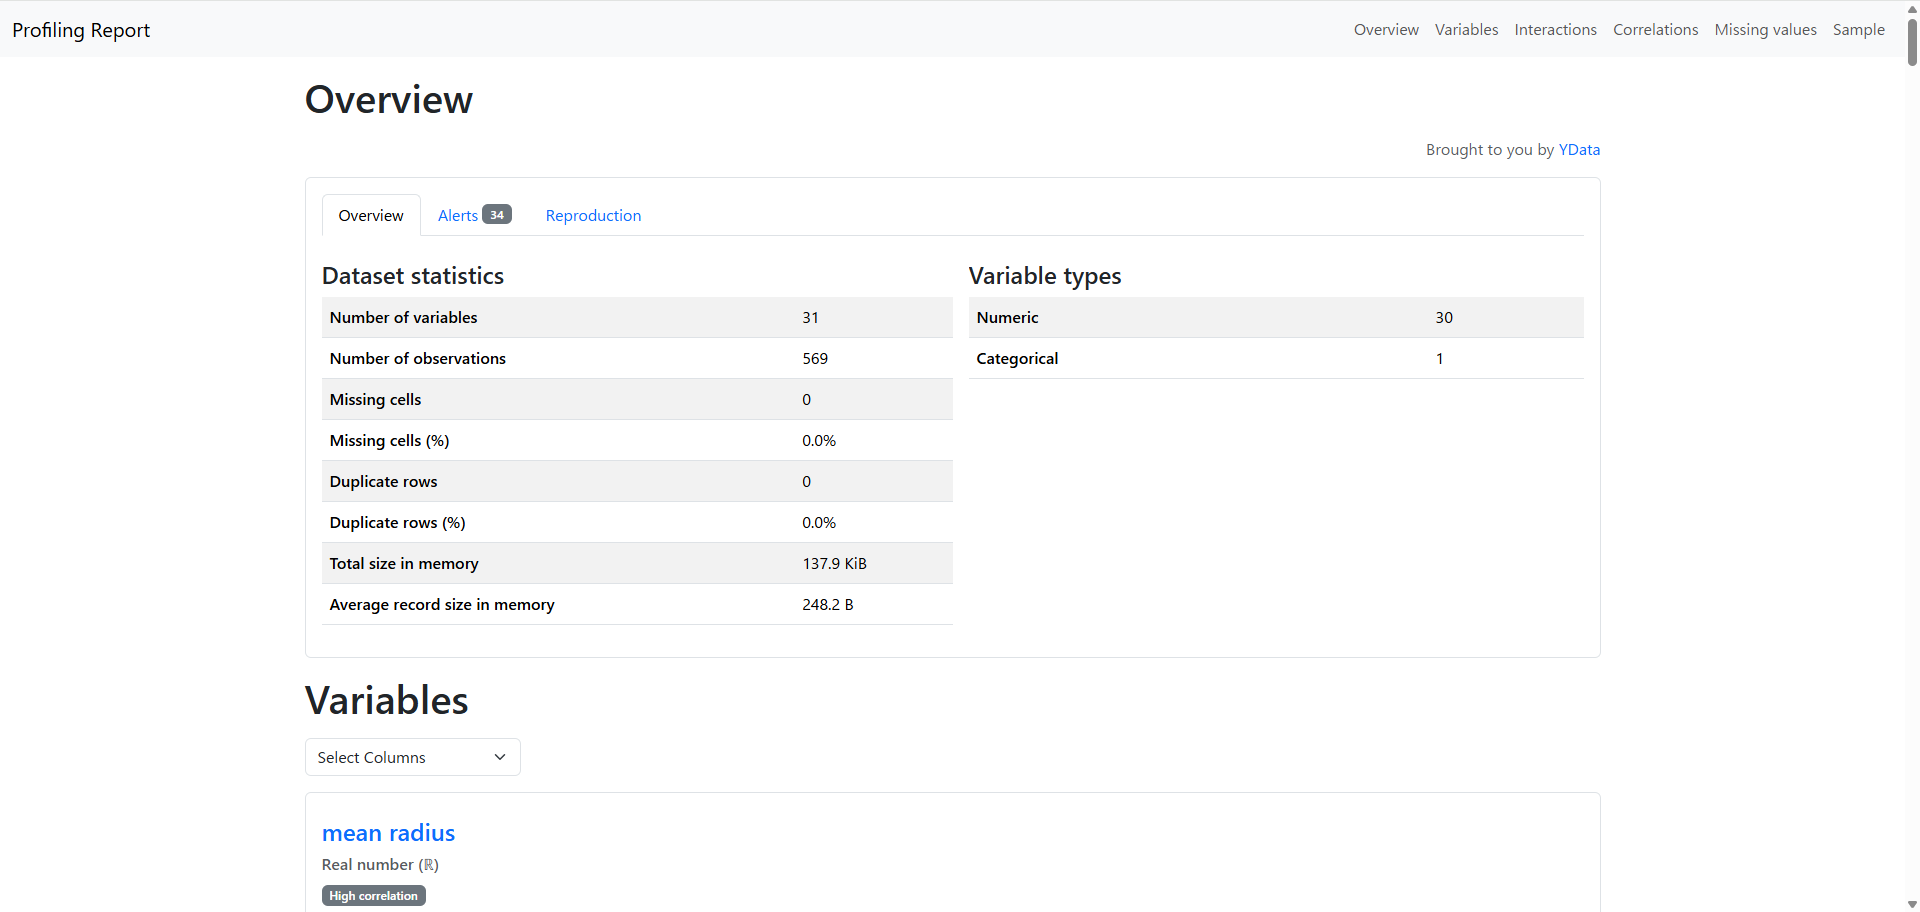 Profiling Report
Overview Variables Interactions Correlations Missing values Sample
Overview
Brought to you by YData
Overview Alerts 34 Reproduction
Dataset statistics
Number of variables 31
Number of observations 569
Missing cells 0
Missing cells (%) 0.0%
Duplicate rows 0
Duplicate rows (%) 0.0%
Total size in memory 137.9 KiB
Average record size in memory 248.2 B
Variable types
Numeric 30
Categorical 1
Variables
Select Columns
mean radius
Real number (ℝ)
High correlation